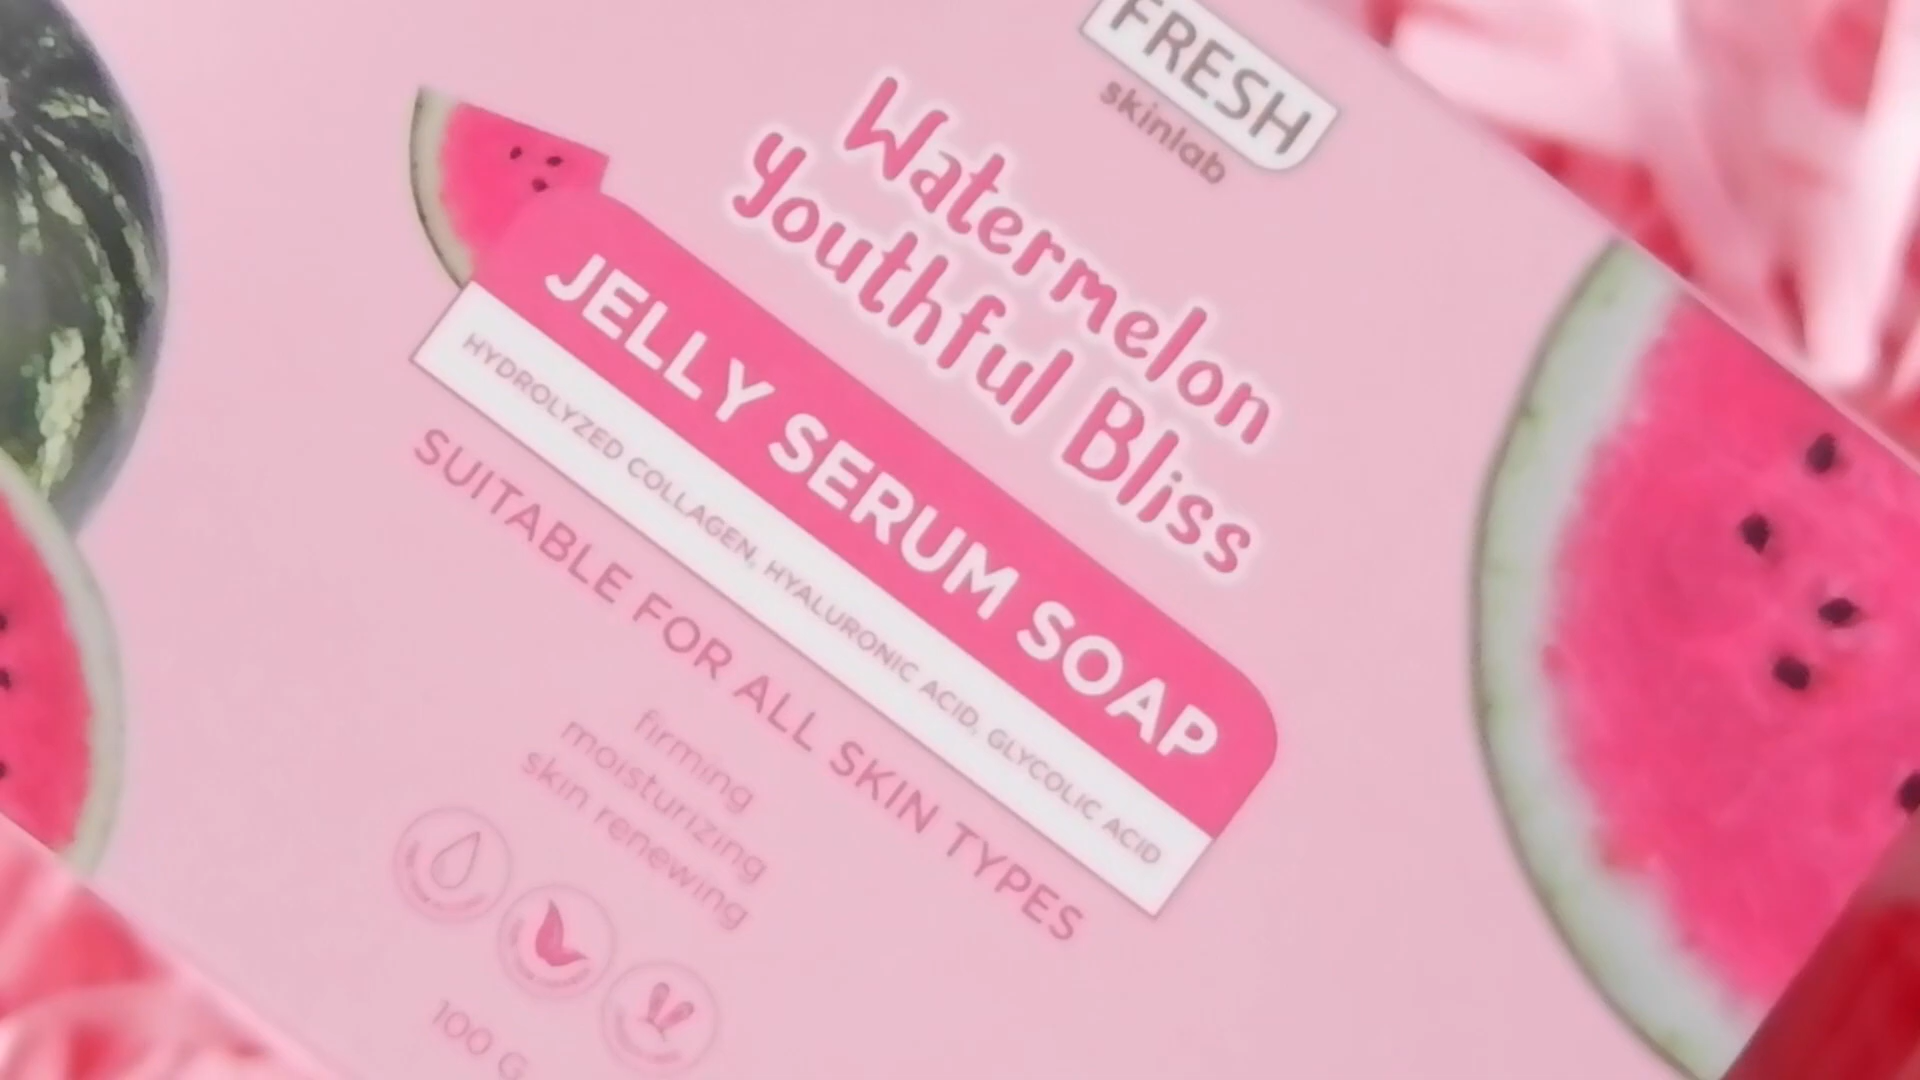 FRESH
skinlab
Watermelon
Youthful Bliss
JELLY SERUM SOAP
HYDROLYZED COLLAGEN, HYALURONIC ACID, GLYCOLIC ACID
SUITABLE FOR ALL SKIN TYPES
firming
moisturizing
skin renewing
100 G